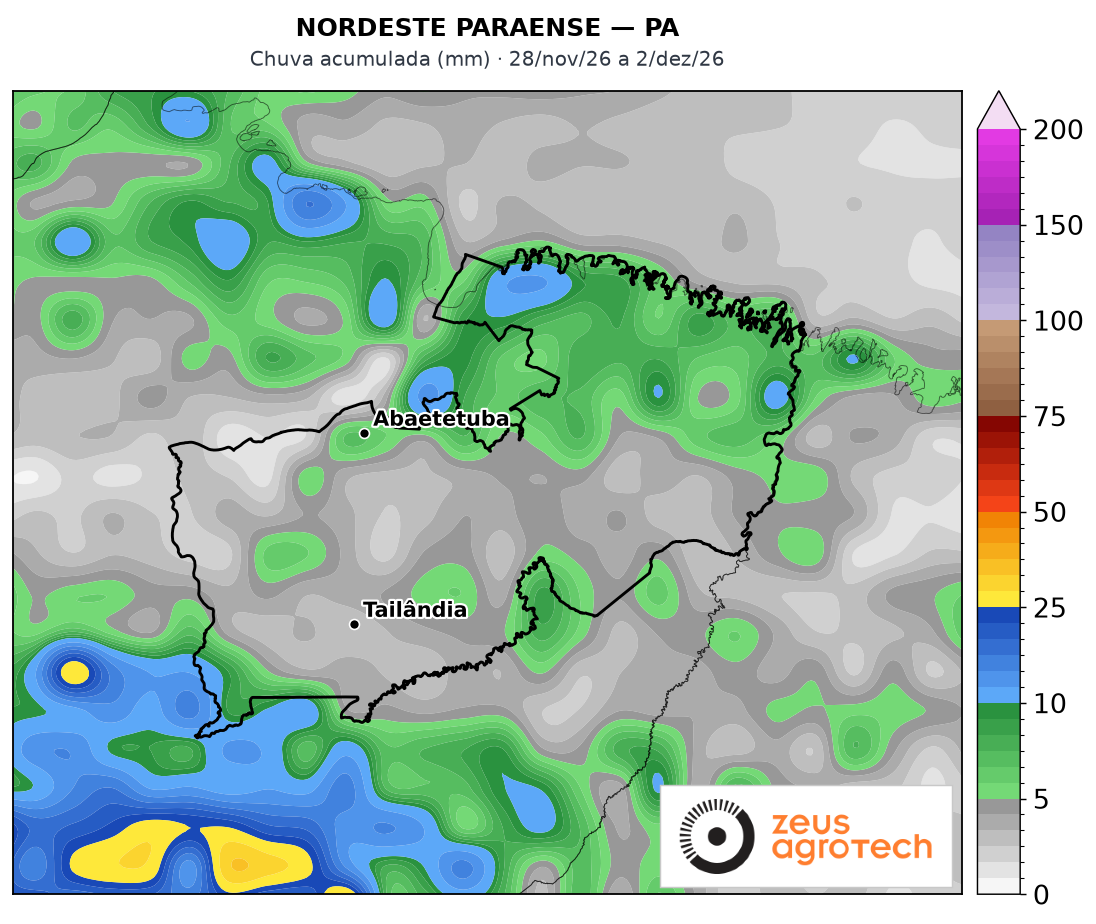 NORDESTE PARAENSE — PA
Chuva acumulada (mm) · 28/nov/26 a 2/dez/26
200
150
100
75
50
25
10
5
0
Abaetetuba
Tailândia
zeus
agrotech